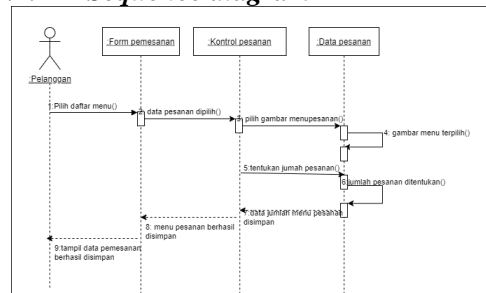 Sequence diagram
:Form pemesanan
:Kontrol pesanan
:Data pesanan
:Pelanggan
1:Pilih daftar menu()
2: data pesanan dipilih()
3: pilih gambar menupesanan()
4: gambar menu terpilih()
5:tentukan jumah pesanan()
6:jumlah pesanan ditentukan()
7:data jumlah menu pesanan
disimpan
8: menu pesanan berhasil
disimpan
9:tampil data pemesanan
berhasil disimpan